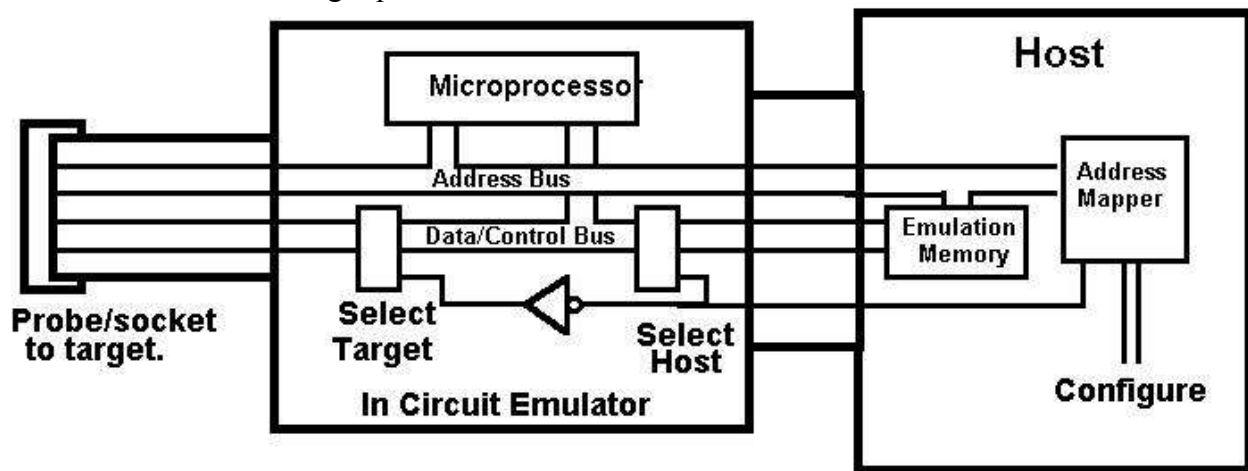 Host
Microprocessor
Address Bus
Address
Mapper
Data/Control Bus
Emulation
Memory
Probe/socket
to target.
Select
Target
Select
Host
Configure
In Circuit Emulator